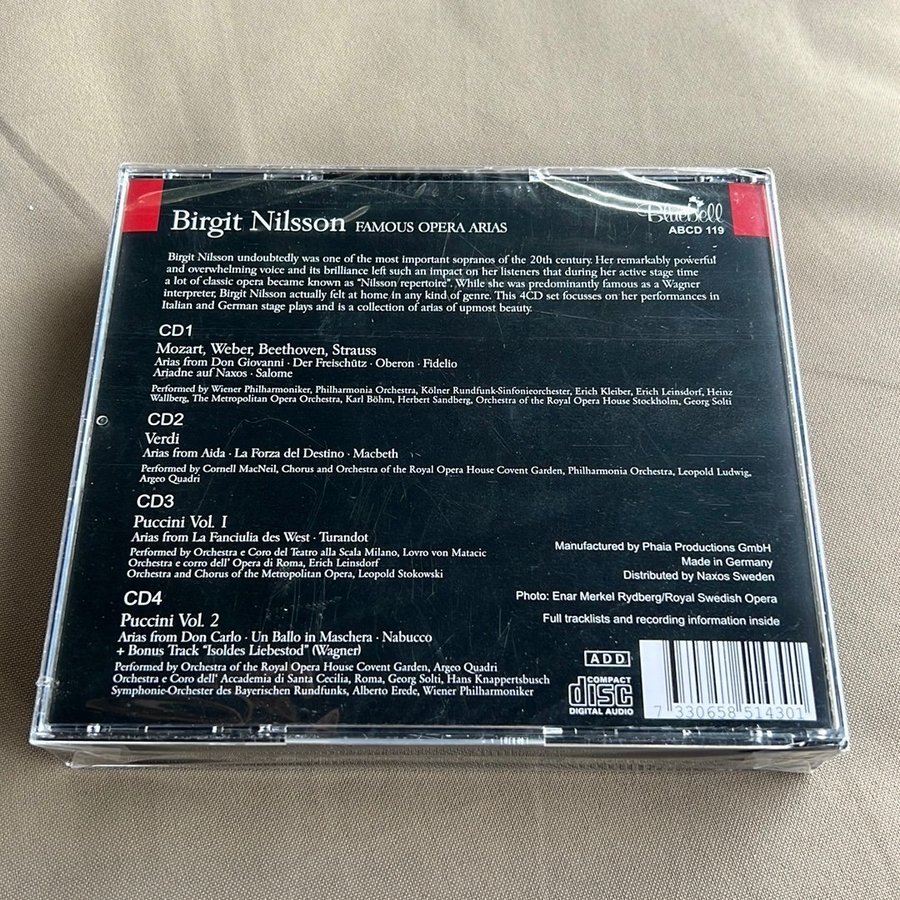 Birgit Nilsson FAMOUS OPERA ARIAS
BlueBell
ABCD 119
Birgit Nilsson undoubtedly was one of the most important sopranos of the 20th century. Her remarkably powerful
and overwhelming voice and its brilliance left such an impact on her listeners that during her active stage time
a lot of classic opera became known as "Nilsson repertoire". While she was predominantly famous as a Wagner
interpreter, Birgit Nilsson actually felt at home in any kind of genre. This 4CD set focusses on her performances in
Italian and German stage plays and is a collection of arias of upmost beauty.
CD1
Mozart, Weber, Beethoven, Strauss
Arias from Don Giovanni · Der Freischütz · Oberon · Fidelio
Ariadne auf Naxos · Salome
Performed by Wiener Philharmoniker, Philharmonia Orchestra, Kölner Rundfunk-Sinfonieorchester, Erich Kleiber, Erich Leinsdorf, Heinz
Wallberg, The Metropolitan Opera Orchestra, Karl Böhm, Herbert Sandberg, Orchestra of the Royal Opera House Stockholm, Georg Solti
CD2
Verdi
Arias from Aida · La Forza del Destino · Macbeth
Performed by Cornell MacNeil, Chorus and Orchestra of the Royal Opera House Covent Garden, Philharmonia Orchestra, Leopold Ludwig,
Argeo Quadri
CD3
Puccini Vol. 1
Arias from La Fanciulla des West · Turandot
Performed by Orchestra e Coro del Teatro alla Scala Milano, Lovro von Matacic
Orchestra e corro dell' Opera di Roma, Erich Leinsdorf
Orchestra and Chorus of the Metropolitan Opera, Leopold Stokowski
CD4
Puccini Vol. 2
Arias from Don Carlo · Un Ballo in Maschera · Nabucco
+ Bonus Track "Isoldes Liebestod" (Wagner)
Performed by Orchestra of the Royal Opera House Covent Garden, Argeo Quadri
Orchestra e Coro dell' Accademia di Santa Cecilia, Roma, Georg Solti, Hans Knappertsbusch
Symphonie-Orchester des Bayerischen Rundfunks, Alberto Erede, Wiener Philharmoniker
Manufactured by Phaia Productions GmbH
Made in Germany
Distributed by Naxos Sweden
Photo: Enar Merkel Rydberg/Royal Swedish Opera
Full tracklists and recording information inside
ADD
COMPACT
disc
DIGITAL AUDIO
7 330658 514301